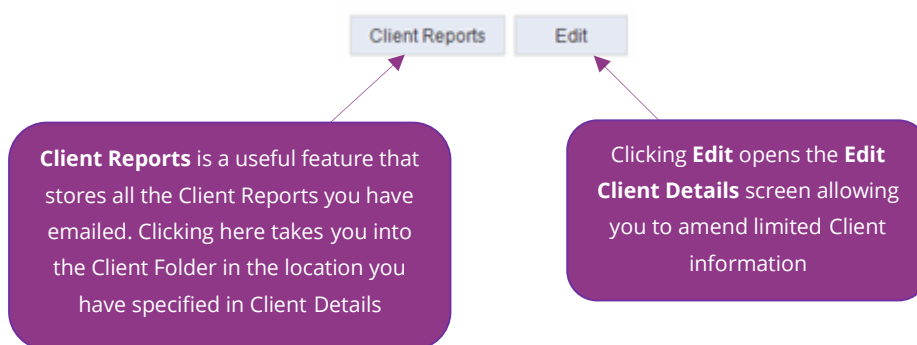 Client Reports
Edit
Client Reports is a useful feature that
stores all the Client Reports you have
emailed. Clicking here takes you into
the Client Folder in the location you
have specified in Client Details
Clicking Edit opens the Edit
Client Details screen allowing
you to amend limited Client
information